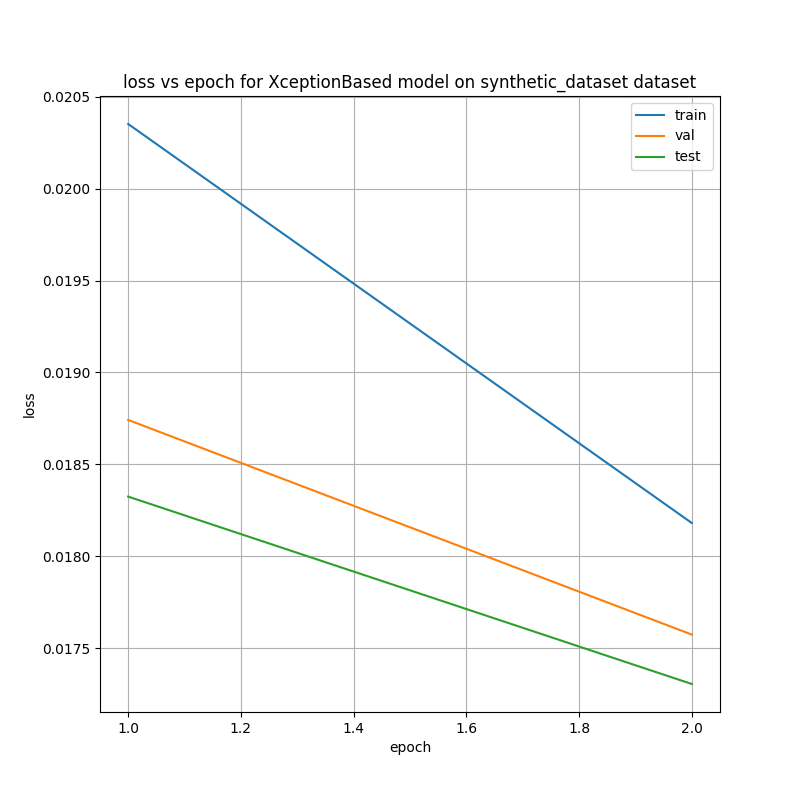 loss vs epoch for XceptionBased model on synthetic_dataset dataset
0.0205
0.0200
0.0195
0.0190
0.0185
0.0180
0.0175
loss
train
val
test
1.0 1.2 1.4 1.6 1.8 2.0
epoch